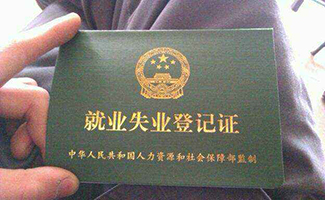 就业失业登记证
中华人民共和国人力资源和社会保障部监制